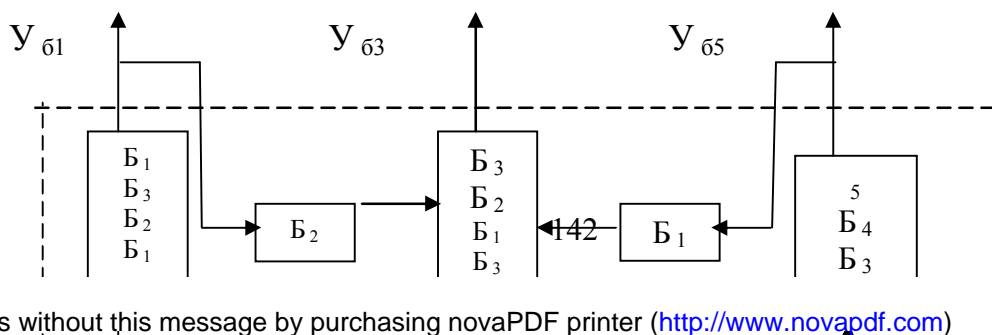 У б1 У б3 У б5
Б 1
Б 3
Б 2
Б 1
Б 2
Б 3
Б 2
Б 1
Б 3
142
Б 1
5
Б 4
Б 3
s without this message by purchasing novaPDF printer (http://www.novapdf.com)